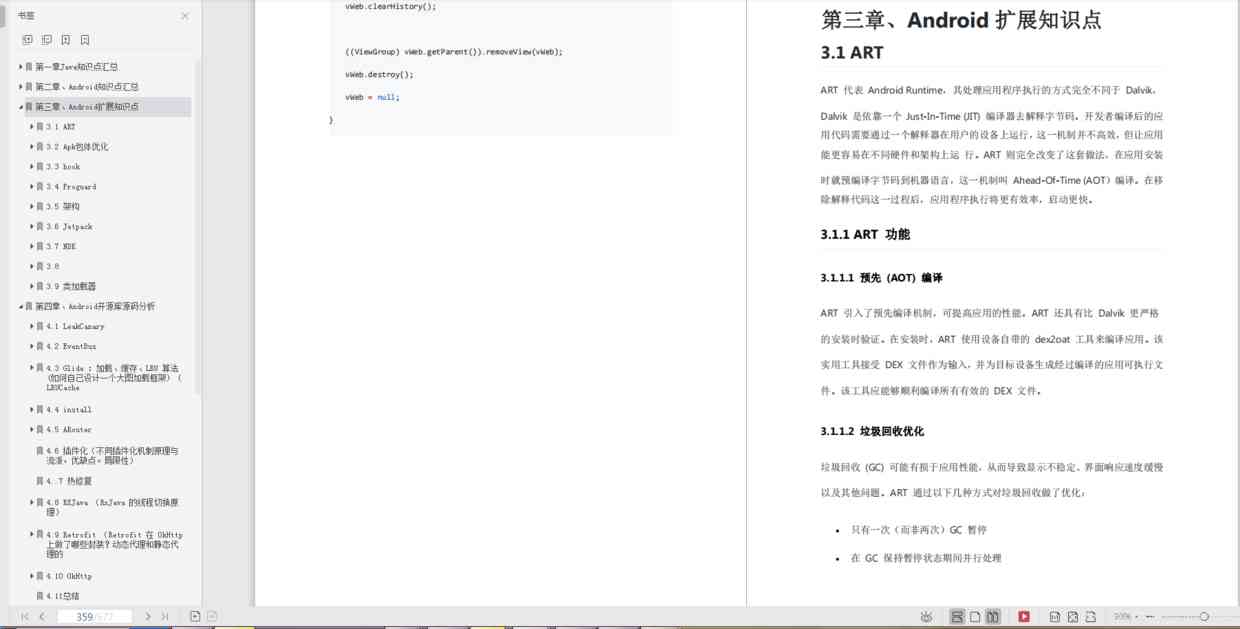 书签
第一章Java知识点汇总
第二章、Android知识点汇总
第三章、Android扩展知识点
3.1 ART
3.2 Apk包体优化
3.3 hook
3.4 Proguard
3.5 架构
3.6 Jetpack
3.7 NDK
3.8
3.9 类加载器
第四章、Android开源库源码分析
4.1 LeakCanary
4.2 EventBus
4.3 Glide : 加载、缓存、LRU 算法
(如何自己设计一个大图加载框架) (
LRUCache
4.4 install
4.5 ARouter
4.6 插件化（不同插件化机制原理与
流派，优缺点。局限性）
4..7 热修复
4.8 RXJava （RxJava 的线程切换原
理）
4.9 Retrofit （Retrofit 在 OkHttp
上做了哪些封装？动态代理和静态代
理的
4.10 OkHttp
4.11总结
359/677
vWeb.clearHistory();
((ViewGroup) vWeb.getParent()).removeView(vWeb);
vWeb.destroy();
vWeb = null;
}
第三章、Android 扩展知识点
3.1 ART
ART 代表 Android Runtime，其处理应用程序执行的方式完全不同于 Dalvik，
Dalvik 是依靠一个 Just-In-Time (JIT) 编译器去解释字节码。开发者编译后的应
用代码需要通过一个解释器在用户的设备上运行，这一机制并不高效，但让应用
能更容易在不同硬件和架构上运 行。ART 则完全改变了这套做法，在应用安装
时就预编译字节码到机器语言，这一机制叫 Ahead-Of-Time (AOT）编译。在移
除解释代码这一过程后，应用程序执行将更有效率，启动更快。
3.1.1 ART 功能
3.1.1.1 预先 (AOT) 编译
ART 引入了预先编译机制，可提高应用的性能。ART 还具有比 Dalvik 更严格
的安装时验证。在安装时，ART 使用设备自带的 dex2oat 工具来编译应用。该
实用工具接受 DEX 文件作为输入，并为目标设备生成经过编译的应用可执行文
件。该工具应能够顺利编译所有有效的 DEX 文件。
3.1.1.2 垃圾回收优化
垃圾回收 (GC) 可能有损于应用性能，从而导致显示不稳定、界面响应速度缓慢
以及其他问题。ART 通过以下几种方式对垃圾回收做了优化：
• 只有一次（而非两次）GC 暂停
• 在 GC 保持暂停状态期间并行处理